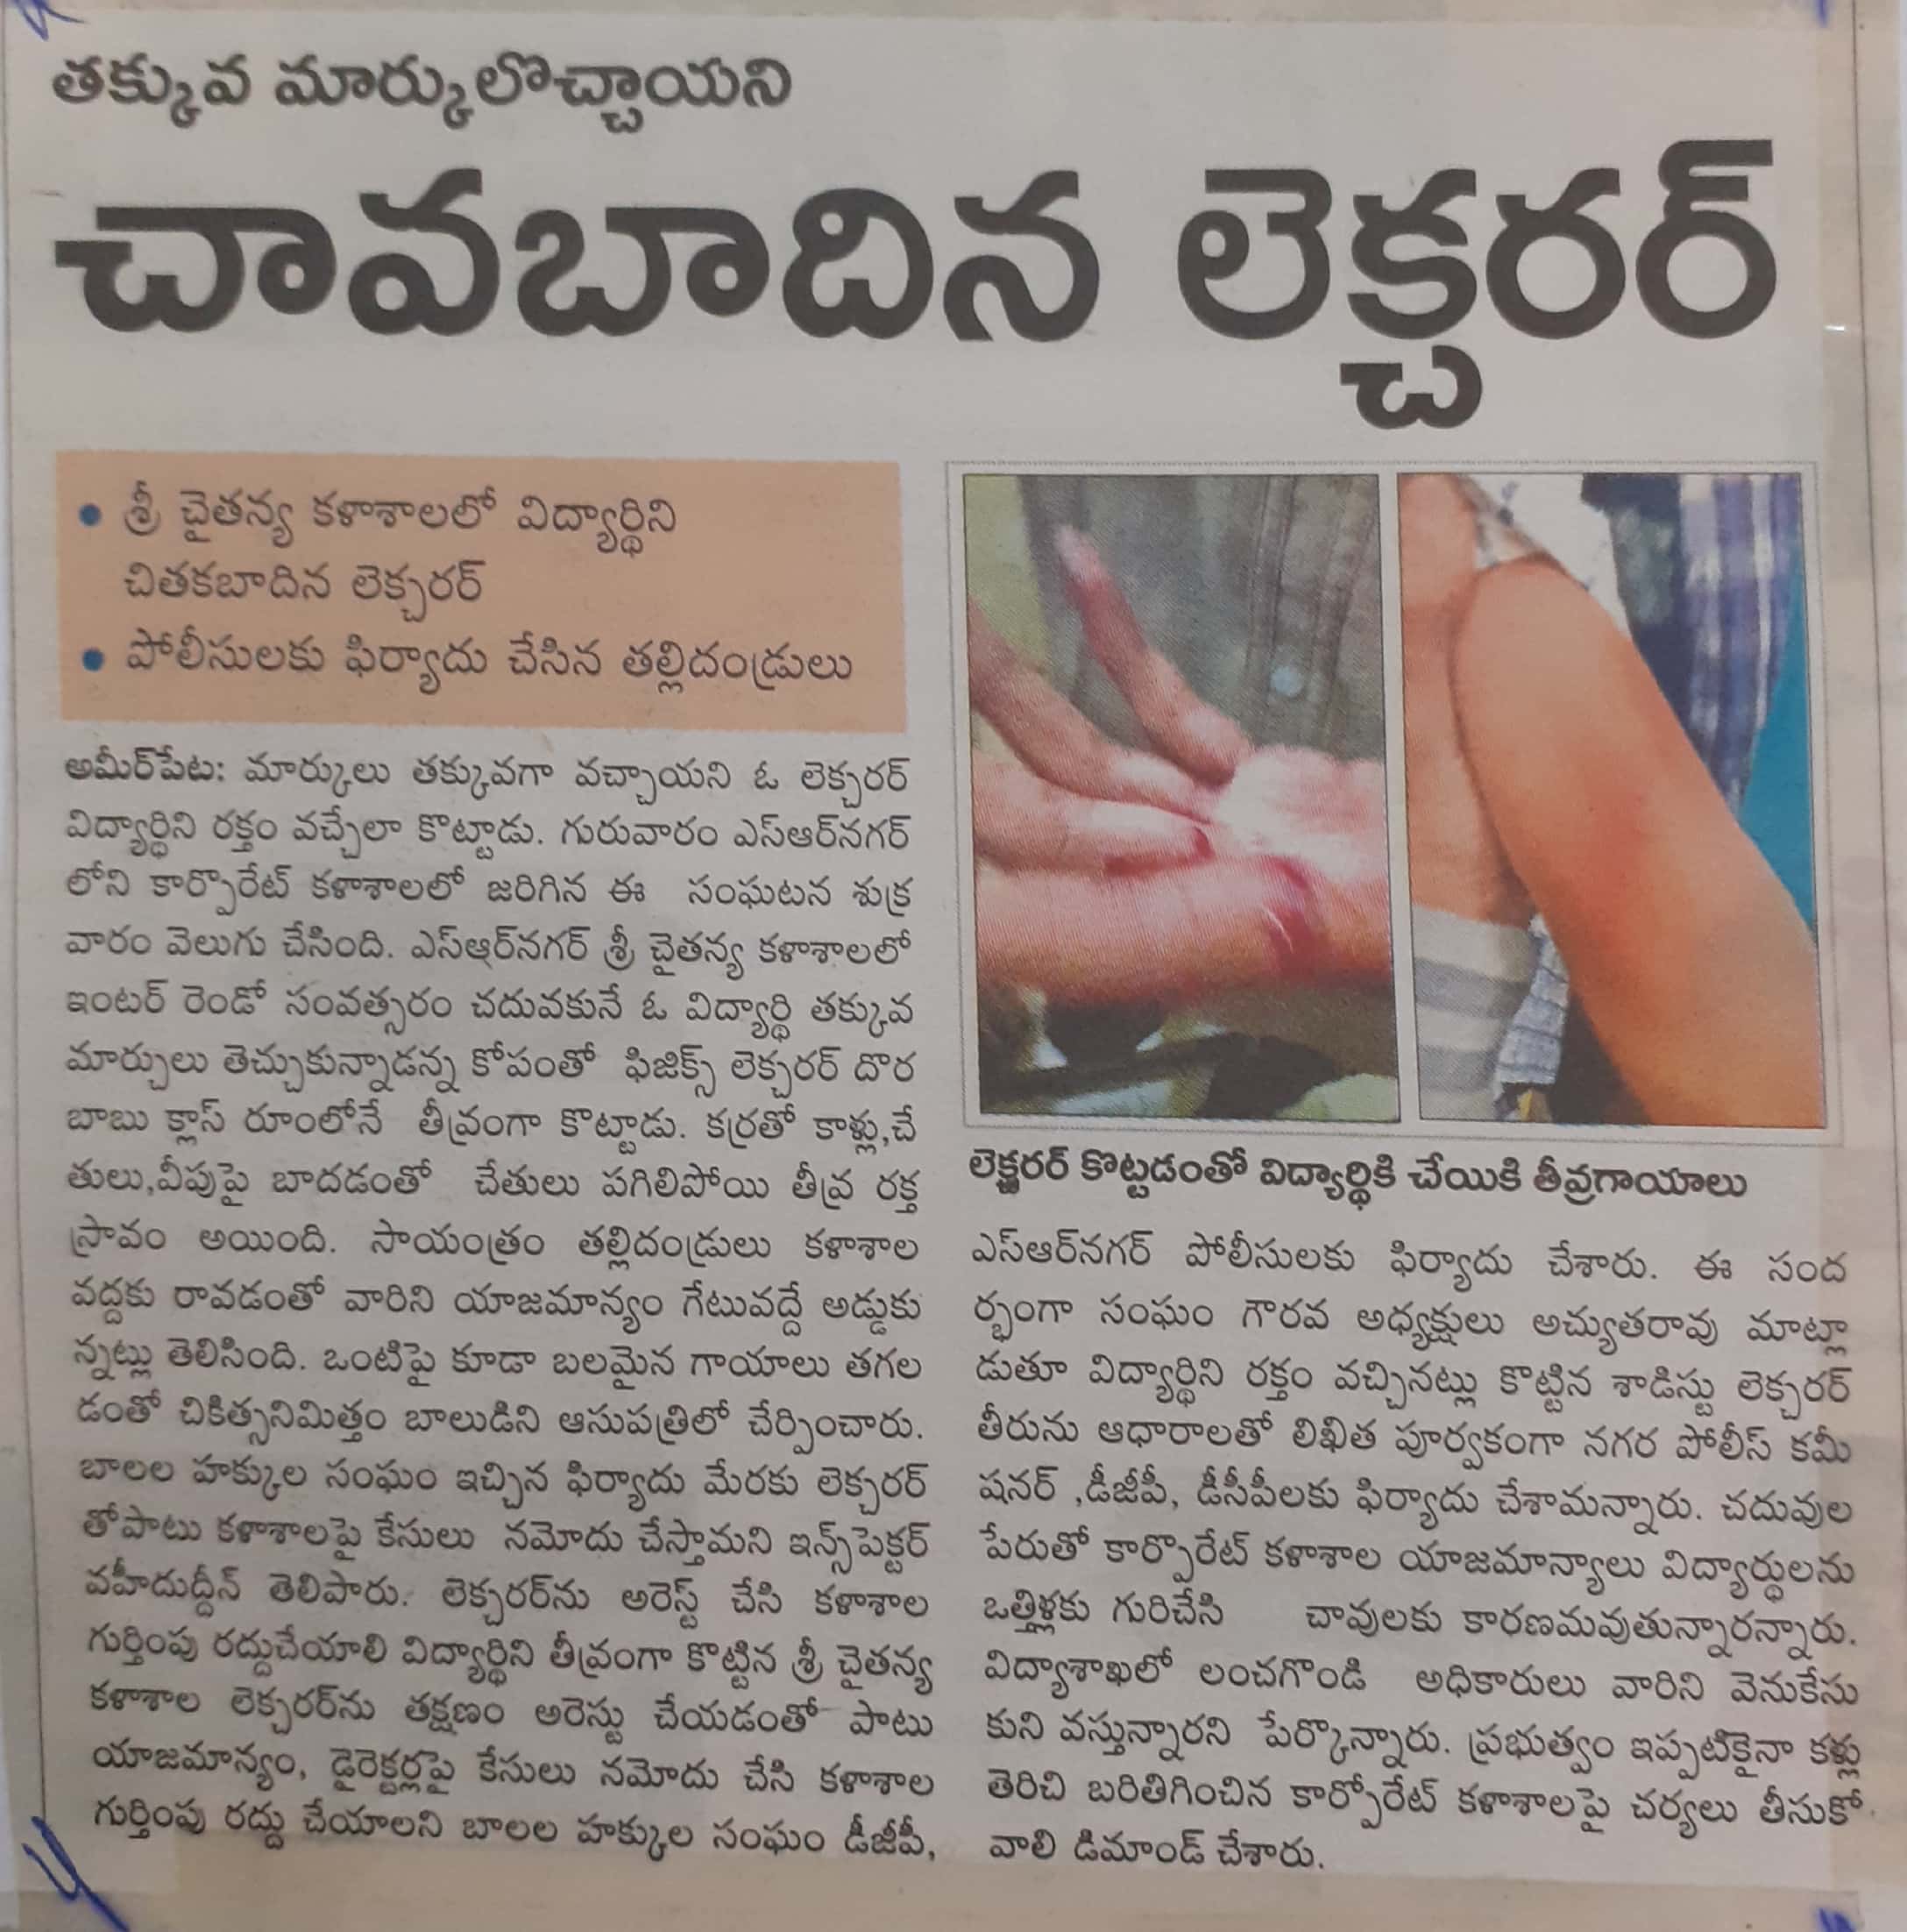 తక్కువ మార్కులొచ్చాయని
చావబాదిన లెక్చరర్
• శ్రీ చైతన్య కళాశాలలో విద్యార్థిని
చితకబాదిన లెక్చరర్
• పోలీసులకు ఫిర్యాదు చేసిన తల్లిదండ్రులు
అమీర్‌పేట: మార్కులు తక్కువగా వచ్చాయని ఓ లెక్చరర్
విద్యార్థిని రక్తం వచ్చేలా కొట్టాడు. గురువారం ఎస్ఆర్‌నగర్
లోని కార్పొరేట్ కళాశాలలో జరిగిన ఈ సంఘటన శుక్ర
వారం వెలుగు చేసింది. ఎస్ఆర్‌నగర్ శ్రీ చైతన్య కళాశాలలో
ఇంటర్ రెండో సంవత్సరం చదువకునే ఓ విద్యార్థి తక్కువ
మార్చులు తెచ్చుకున్నాడన్న కోపంతో ఫిజిక్స్ లెక్చరర్ దొర
బాబు క్లాస్ రూంలోనే తీవ్రంగా కొట్టాడు. కర్రతో కాళ్లు,చే
తులు,వీపుపై బాదడంతో చేతులు పగిలిపోయి తీవ్ర రక్త
స్రావం అయింది. సాయంత్రం తల్లిదండ్రులు కళాశాల
వద్దకు రావడంతో వారిని యాజమాన్యం గేటువద్దే అడ్డుకు
న్నట్లు తెలిసింది. ఒంటిపై కూడా బలమైన గాయాలు తగల
డంతో చికిత్సనిమిత్తం బాలుడిని ఆసుపత్రిలో చేర్పించారు.
బాలల హక్కుల సంఘం ఇచ్చిన ఫిర్యాదు మేరకు లెక్చరర్
తోపాటు కళాశాలపై కేసులు నమోదు చేస్తామని ఇన్స్‌పెక్టర్
వహీదుద్దీన్ తెలిపారు. లెక్చరర్‌ను అరెస్ట్ చేసి కళాశాల
గుర్తింపు రద్దుచేయాలి విద్యార్థిని తీవ్రంగా కొట్టిన శ్రీ చైతన్య
కళాశాల లెక్చరర్‌ను తక్షణం అరెస్టు చేయడంతో పాటు
యాజమాన్యం, డైరెక్టర్లపై కేసులు నమోదు చేసి కళాశాల
గుర్తింపు రద్దు చేయాలని బాలల హక్కుల సంఘం డీజీపీ,
లెక్చరర్ కొట్టడంతో విద్యార్థికి చేయికి తీవ్రగాయాలు
ఎస్ఆర్‌నగర్ పోలీసులకు ఫిర్యాదు చేశారు. ఈ సంద
ర్భంగా సంఘం గౌరవ అధ్యక్షులు అచ్యుతరావు మాట్లా
డుతూ విద్యార్థిని రక్తం వచ్చినట్లు కొట్టిన శాడిస్టు లెక్చరర్
తీరును ఆధారాలతో లిఖిత పూర్వకంగా నగర పోలీస్ కమీ
షనర్ ,డీజీపీ, డీసీపీలకు ఫిర్యాదు చేశామన్నారు. చదువుల
పేరుతో కార్పొరేట్ కళాశాల యాజమాన్యాలు విద్యార్థులను
ఒత్తిళ్లకు గురిచేసి చావులకు కారణమవుతున్నారన్నారు.
విద్యాశాఖలో లంచగొండి అధికారులు వారిని వెనుకేసు
కుని వస్తున్నారని పేర్కొన్నారు. ప్రభుత్వం ఇప్పటికైనా కళ్లు
తెరిచి బరితెగించిన కార్పోరేట్ కళాశాలపై చర్యలు తీసుకో
వాలి డిమాండ్ చేశారు.